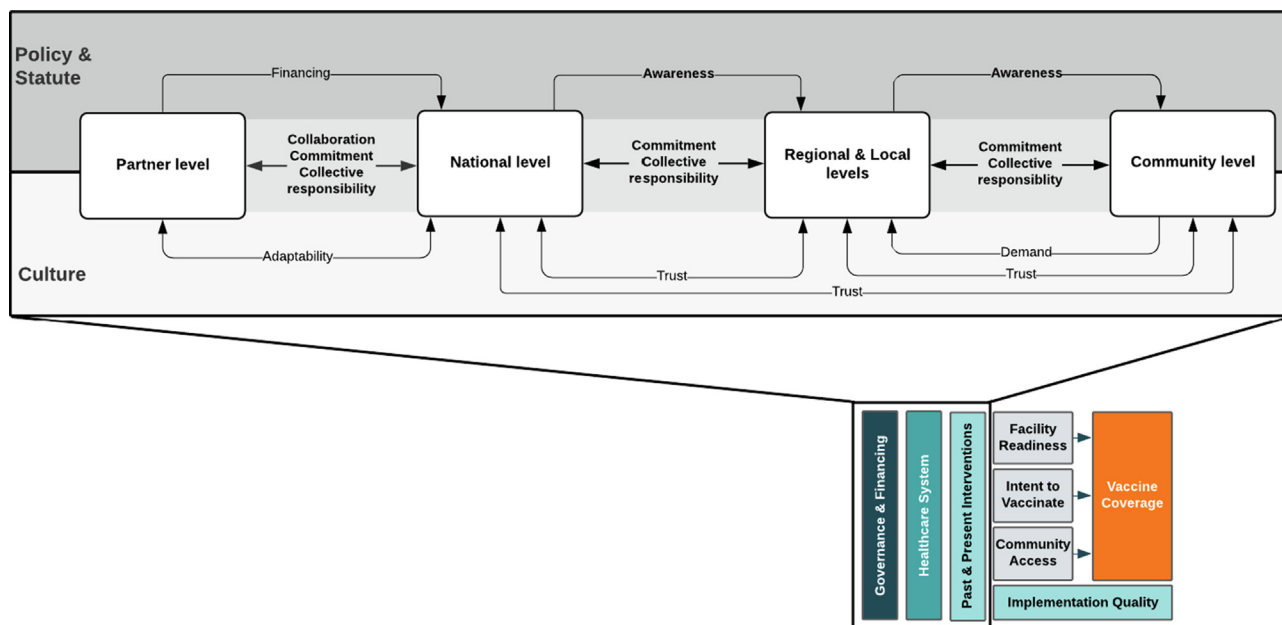 Policy &
Statute
Financing
Awareness
Awareness
Partner level
Collaboration
Commitment
Collective
responsibility
National level
Commitment
Collective
responsibility
Regional & Local
levels
Commitment
Collective
responsiblity
Community level
Culture
Adaptability
Trust
Demand
Trust
Trust
Governance & Financing
Healthcare System
Past & Present Interventions
Facility
Readiness
Intent to
Vaccinate
Community
Access
Vaccine
Coverage
Implementation Quality